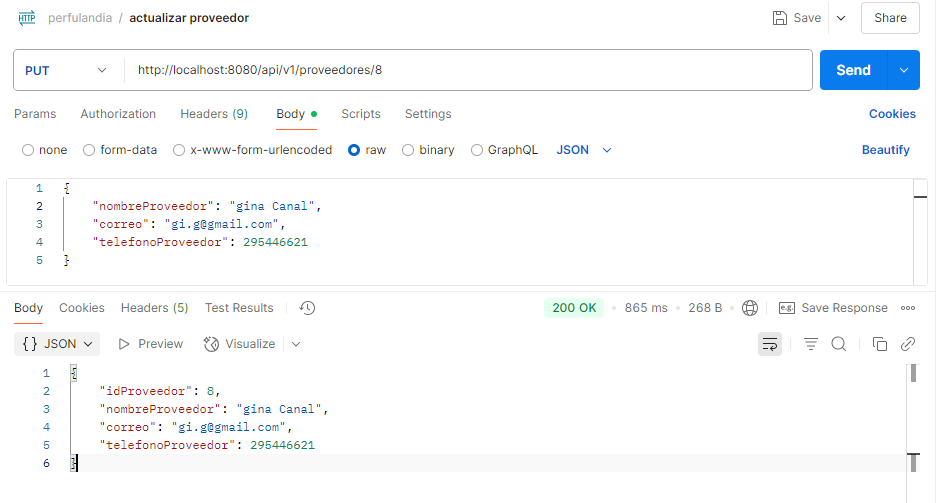 HTTP perfulandia / actualizar proveedor Save Share
PUT http://localhost:8080/api/v1/proveedores/8 Send
Params Authorization Headers (9) Body Scripts Settings Cookies
none form-data x-www-form-urlencoded raw binary GraphQL JSON Beautify
1 {
2 "nombreProveedor": "gina Canal",
3 "correo": "gi.g@gmail.com",
4 "telefonoProveedor": 295446621
5 }
Body Cookies Headers (5) Test Results 200 OK 865 ms 268 B e.g. Save Response
{} JSON Preview Visualize
1 {
2 "idProveedor": 8,
3 "nombreProveedor": "gina Canal",
4 "correo": "gi.g@gmail.com",
5 "telefonoProveedor": 295446621
6 }